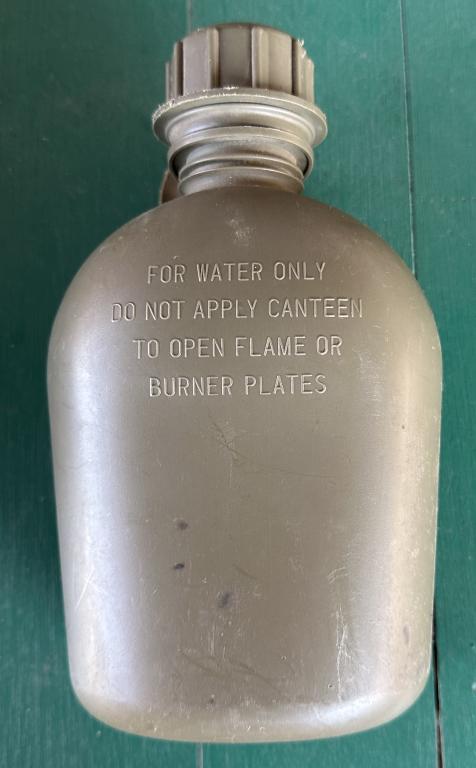 FOR WATER ONLY
DO NOT APPLY CANTEEN
TO OPEN FLAME OR
BURNER PLATES